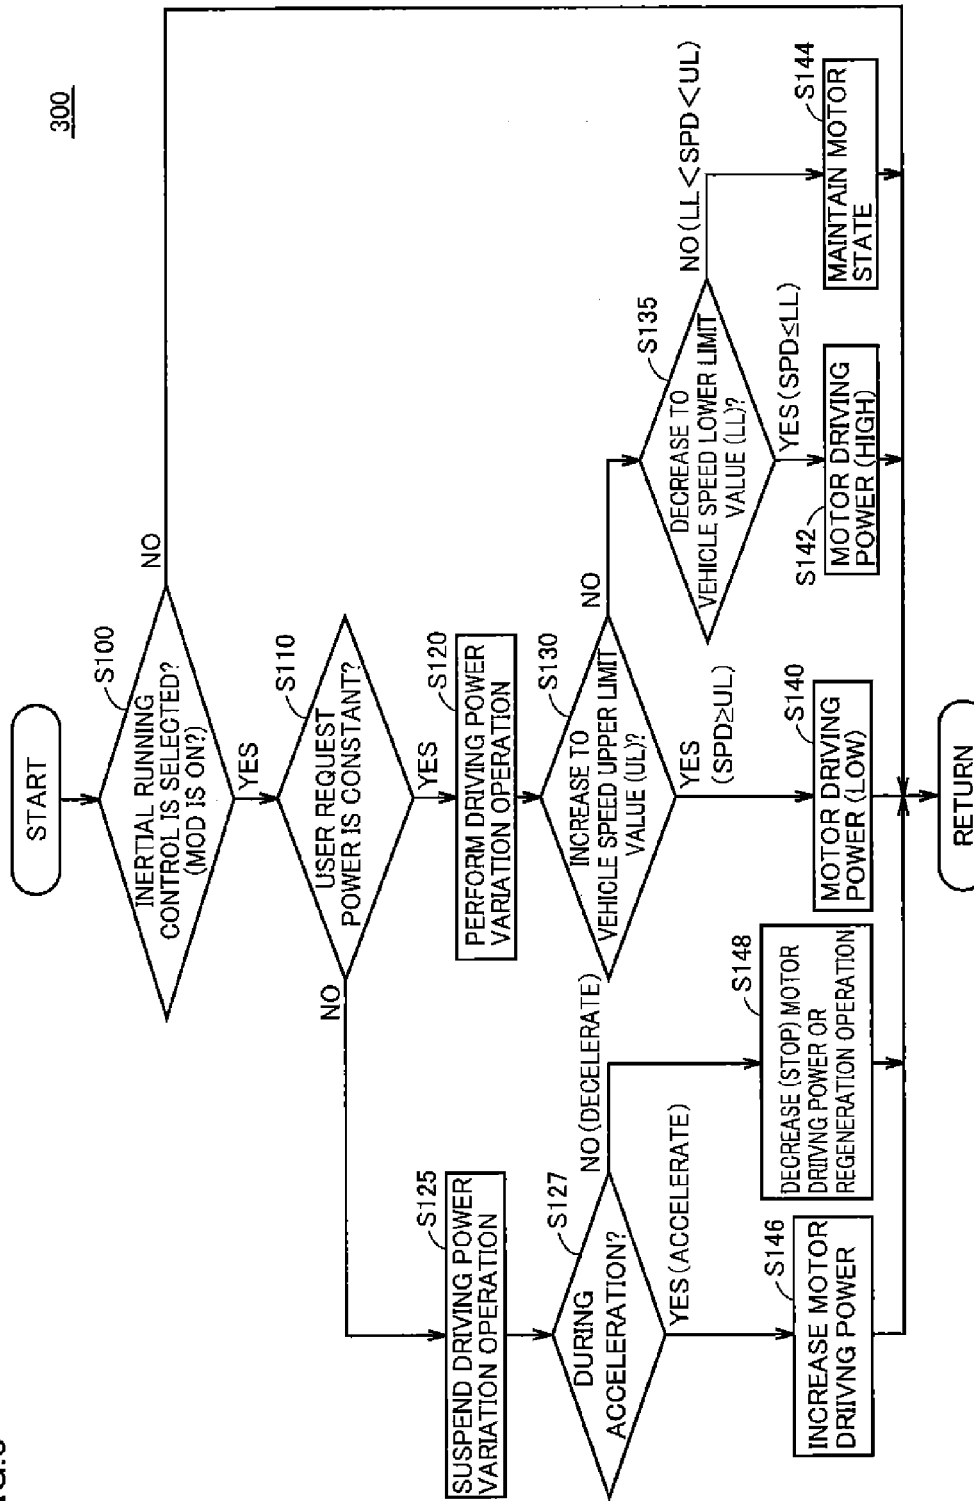 300
START
INERTIAL RUNNING
CONTROL IS SELECTED?
(MOD IS ON?)
S100
NO
YES
USER REQUEST
POWER IS CONSTANT?
S110
NO
YES
SUSPEND DRIVING POWER
VARIATION OPERATION
S125
PERFORM DRIVING POWER
VARIATION OPERATION
S120
DURING
ACCELERATION?
S127
NO (DECELERATE)
YES (ACCELERATE)
INCREASE TO
VEHICLE SPEED UPPER LIMIT
VALUE (UL)?
S130
NO
YES
(SPD≥UL)
DECREASE TO
VEHICLE SPEED LOWER LIMIT
VALUE (LL)?
S135
NO (LL<SPD<UL)
YES (SPD≤LL)
INCREASE MOTOR
DRIIVNG POWER
S146
DECREASE (STOP) MOTOR
DRIIVNG POWER OR
REGENERATION OPERATION
S148
MOTOR DRIVING
POWER (LOW)
S140
MOTOR DRIVING
POWER (HIGH)
S142
MAINTAIN MOTOR
STATE
S144
RETURN